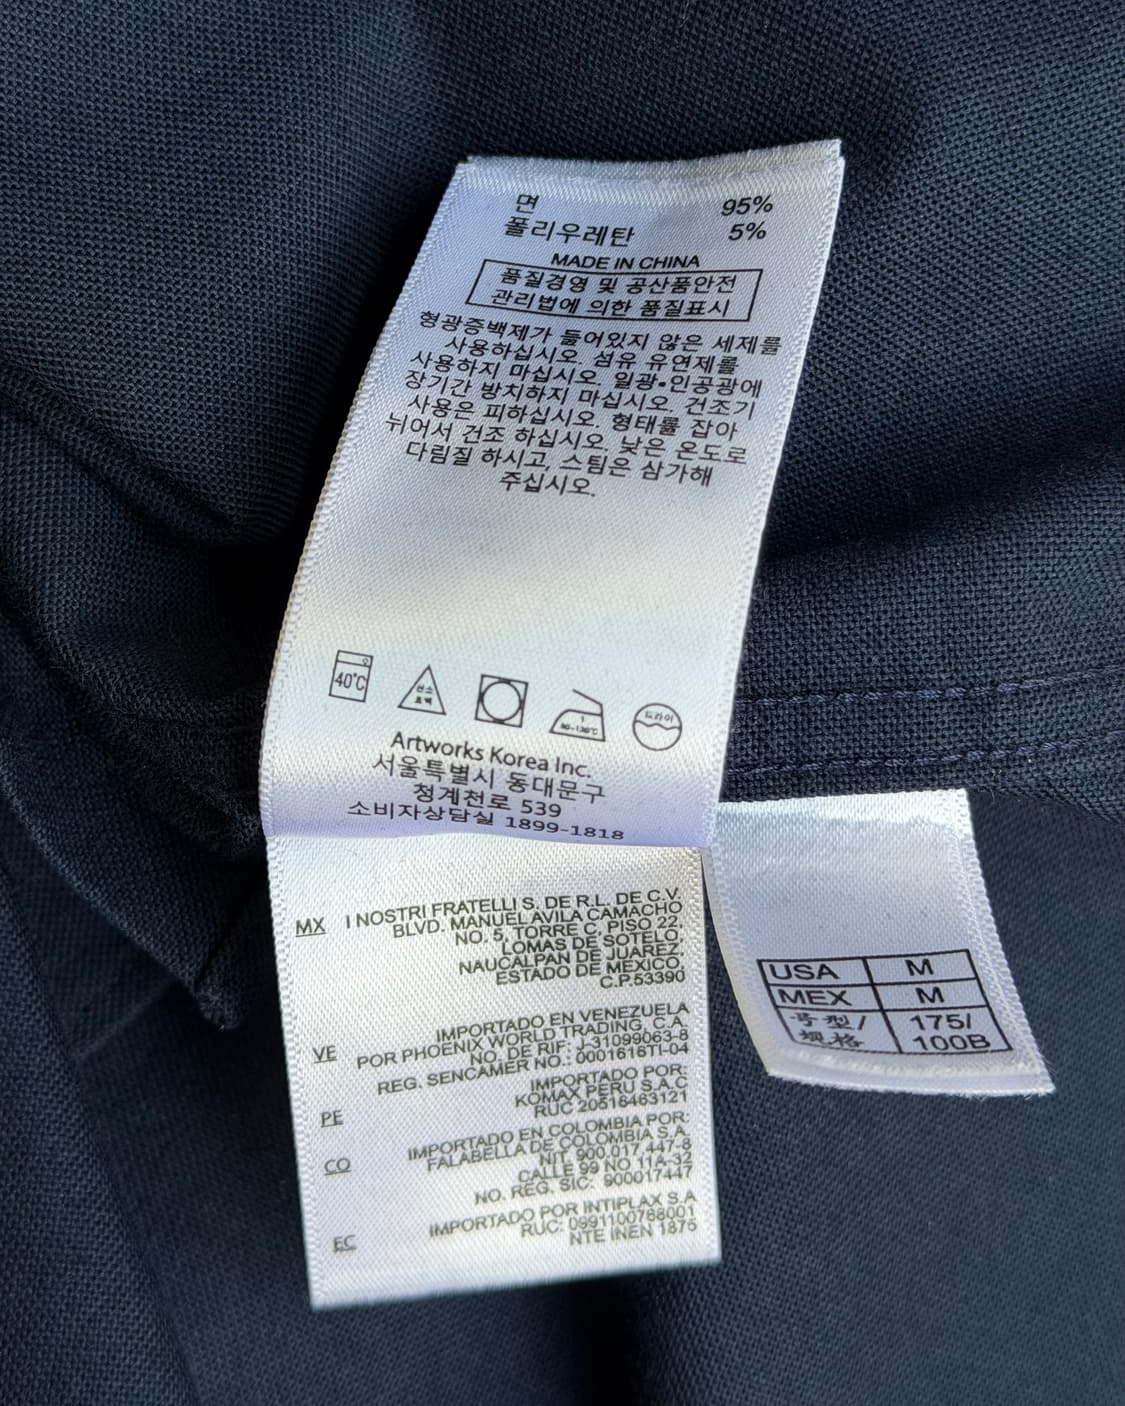 면 95%
폴리우레탄 5%
MADE IN CHINA
품질경영 및 공산품안전
관리법에 의한 품질표시
형광증백제가 들어있지 않은 세제를
사용하십시오. 섬유 유연제를
사용하지 마십시오. 일광•인공광에
장기간 방치하지 마십시오. 건조기
사용은 피하십시오. 형태를 잡아
뉘어서 건조 하십시오. 낮은 온도로
다림질 하시고, 스팀은 삼가해
주십시오.
40℃
산소
표백
1
80~120℃
드라이
Artworks Korea Inc.
서울특별시 동대문구
청계천로 539
소비자상담실 1899-1818
MX I NOSTRI FRATELLI S. DE R.L. DE C.V.
BLVD. MANUEL AVILA CAMACHO
NO. 5, TORRE C, PISO 22,
LOMAS DE SOTELO,
NAUCALPAN DE JUAREZ,
ESTADO DE MEXICO,
C.P.53390
IMPORTADO EN VENEZUELA
VE POR PHOENIX WORLD TRADING, C.A.
NO. DE RIF: J-31099063-8
REG. SENCAMER NO.: 0001616TI-04
IMPORTADO POR:
PE KOMAX PERU S.A.C
RUC 20516463121
IMPORTADO EN COLOMBIA POR:
CO FALABELLA DE COLOMBIA S.A.
NIT. 900.017.447-8
CALLE 99 NO 11A-32
NO. REG. SIC: 900017447
IMPORTADO POR INTIPLAX S.A
EC RUC: 0991100768001
NTE INEN 1875
USA M
MEX M
号型/ 175/
规格 100B